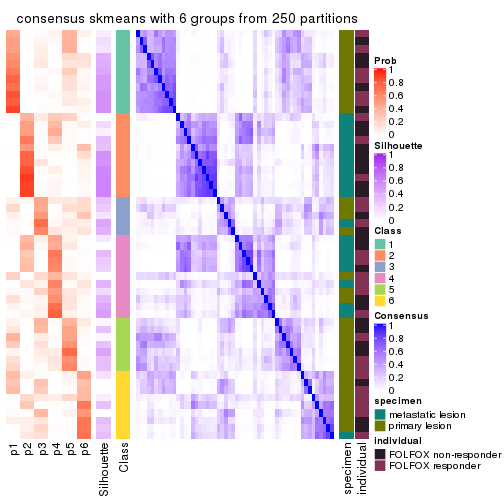 consensus skmeans with 6 groups from 250 partitions
Prob
1
0.8
0.6
0.4
0.2
0
Silhouette
1
0.8
0.6
0.4
0.2
0
Class
1
2
3
4
5
6
Consensus
1
0.8
0.6
0.4
0.2
0
specimen
metastatic lesion
primary lesion
individual
FOLFOX non-responder
FOLFOX responder
p1
p2
p3
p4
p5
p6
Silhouette
Class
specimen
individual